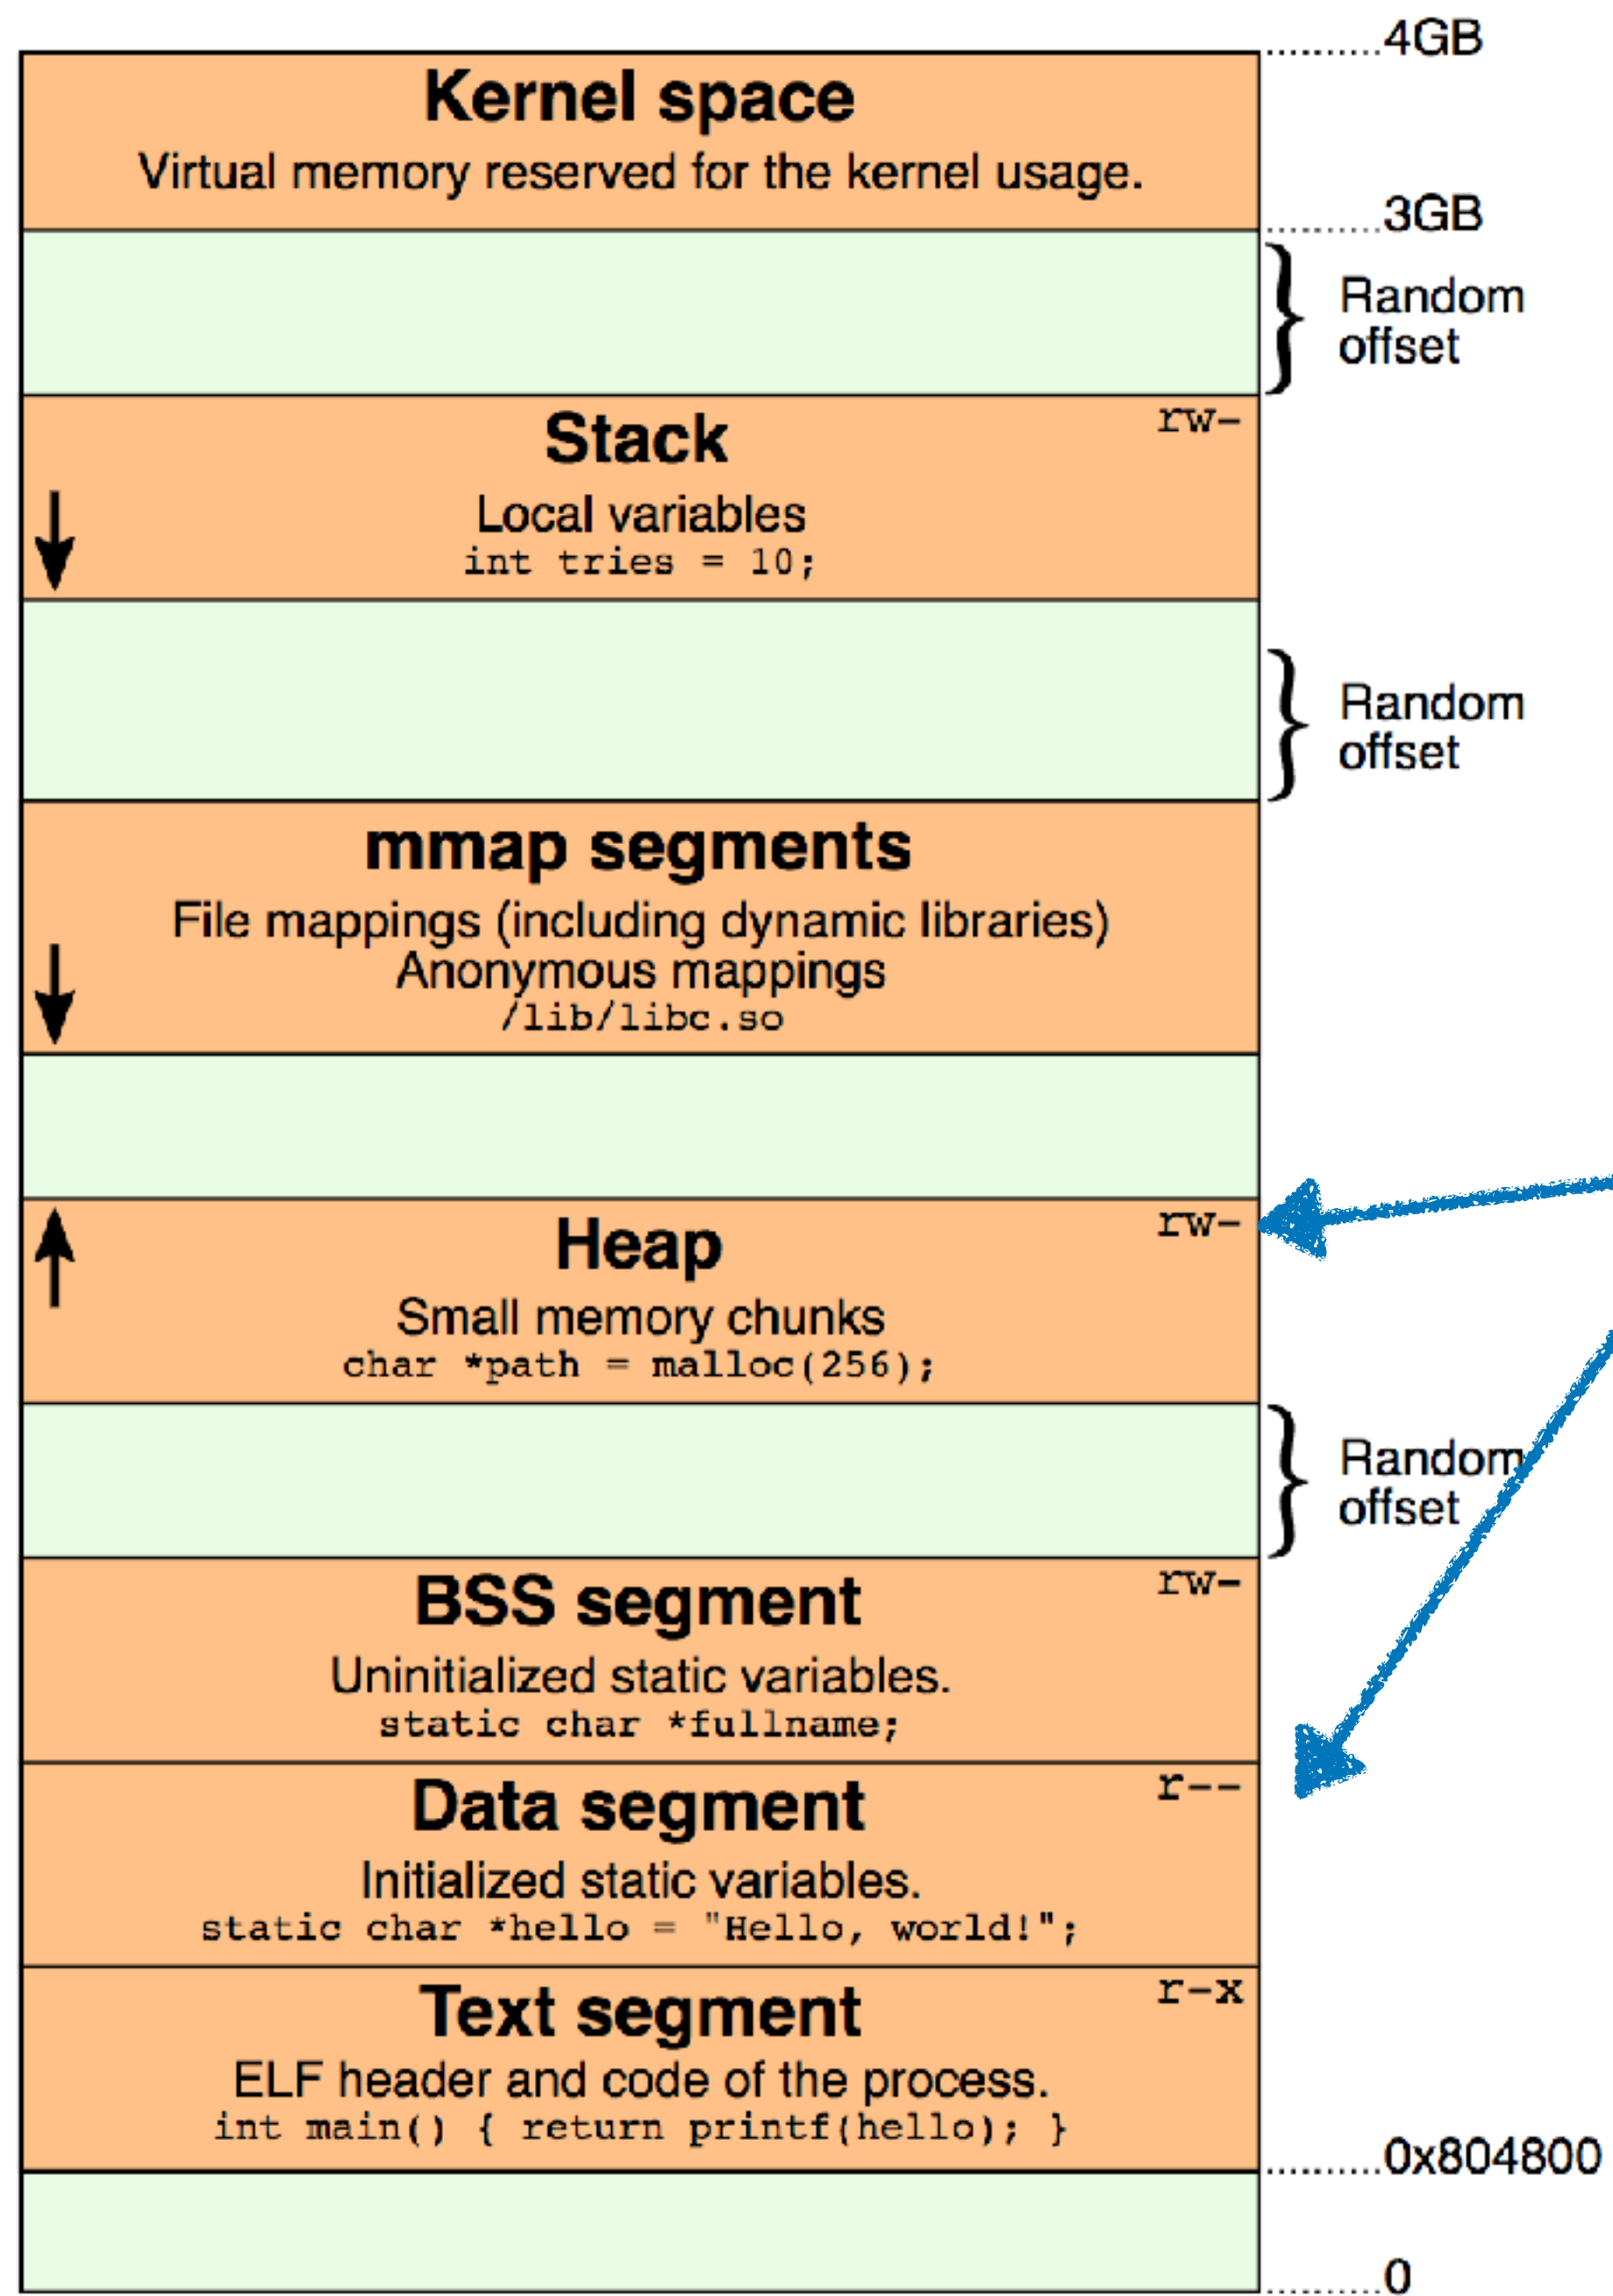 4GB
Kernel space
Virtual memory reserved for the kernel usage.
3GB
Random
offset
Stack
rw-
Local variables
int tries = 10;
Random
offset
mmap segments
File mappings (including dynamic libraries)
Anonymous mappings
/lib/libc.so
Heap
rw-
Small memory chunks
char *path = malloc(256);
Random
offset
BSS segment
rw-
Uninitialized static variables.
static char *fullname;
Data segment
r--
Initialized static variables.
static char *hello = "Hello, world!";
Text segment
r-x
ELF header and code of the process.
int main() { return printf(hello); }
0x804800
0